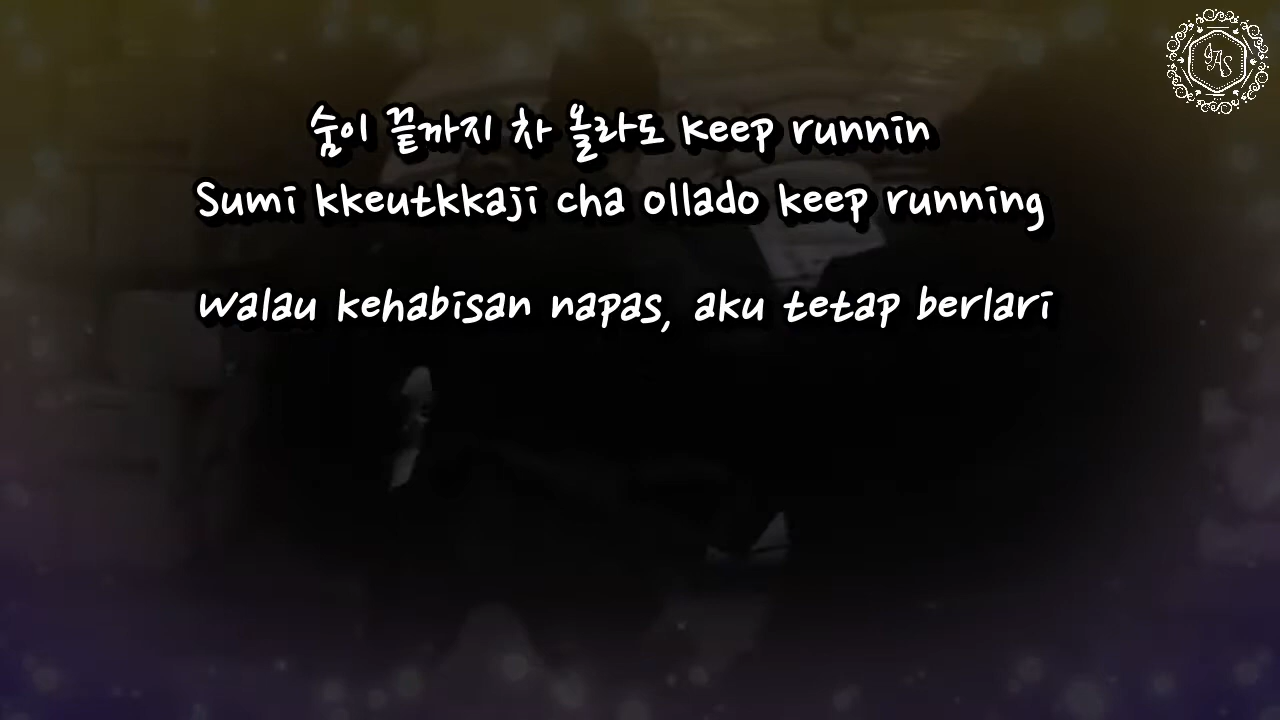 숨이 끝까지 차 올라도 keep runnin
Sumi kkeutkkaji cha ollado keep running
walau kehabisan napas, aku tetap berlari